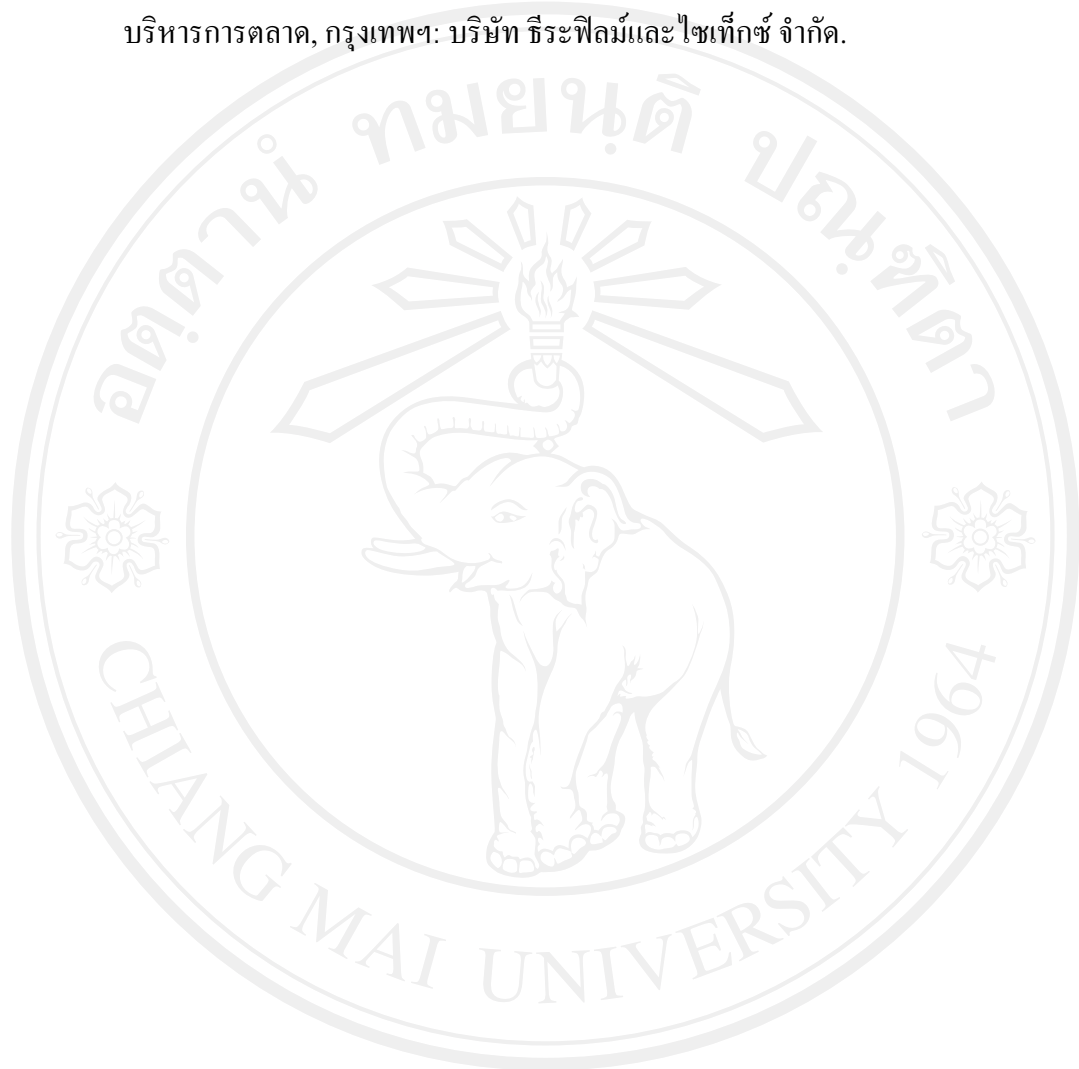 บริหารการตลาด, กรุงเทพฯ: บริษัท ธีระฟิลม์และไซเท็กซ์ จำกัด.
อตฺตานํ ทมยนฺติ ปณฺฑิตา
CHIANG MAI UNIVERSITY 1964